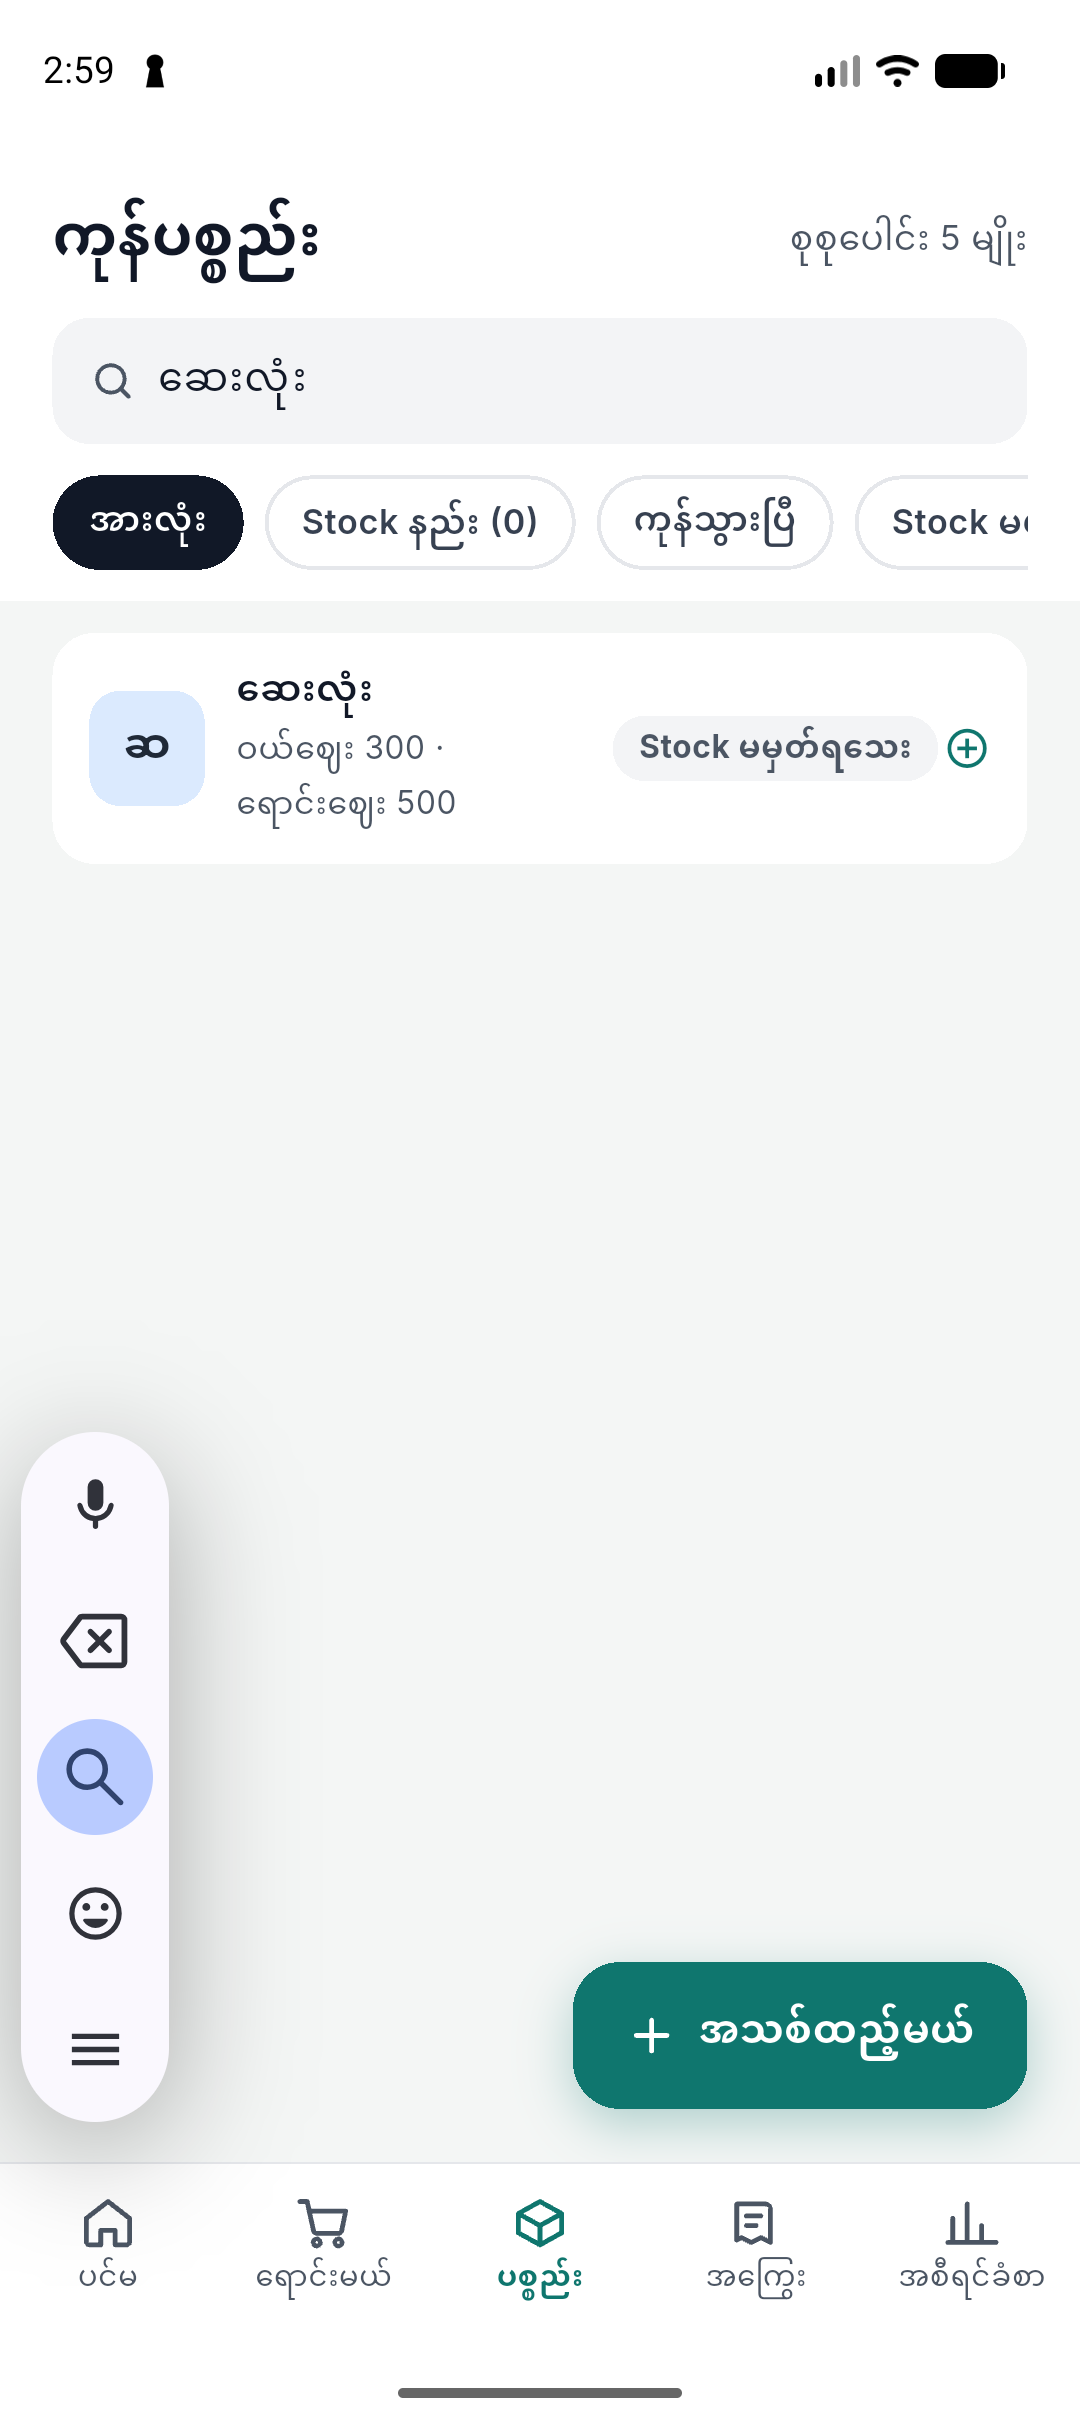 2:59
ကုန်ပစ္စည်း
စုစုပေါင်း 5 မျိုး
ဆေးလုံး
အားလုံး
Stock နည်း (0)
ကုန်သွားပြီ
Stock
ဆ
ဆေးလုံး
ဝယ်ဈေး 300 ·
ရောင်းဈေး 500
Stock မမှတ်ရသေး
အသစ်ထည့်မယ်
ပင်မ
ရောင်းမယ်
ပစ္စည်း
အကြွေး
အစီရင်ခံစာ